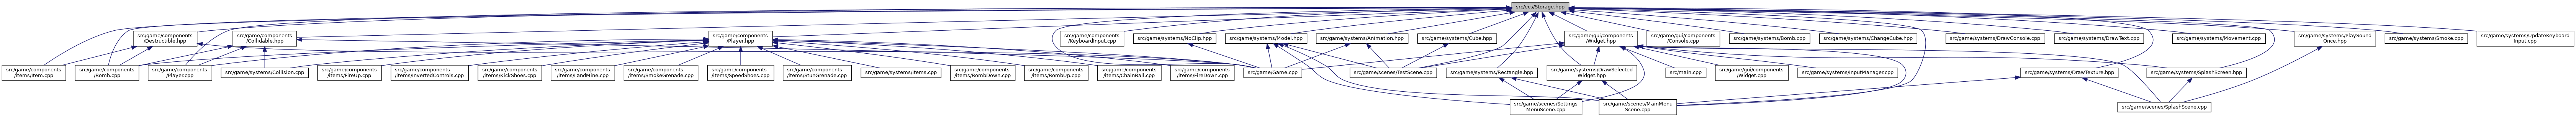 src/ecs/Storage.hpp
src/game/components
/Destructible.hpp
src/game/components
/Collidable.hpp
src/game/components
/Player.hpp
src/game/components
/KeyboardInput.cpp
src/game/systems/NoClip.hpp
src/game/systems/Model.hpp
src/game/systems/Animation.hpp
src/game/systems/Cube.hpp
src/game/gui/components
/Widget.hpp
src/game/gui/components
/Console.cpp
src/game/systems/Bomb.cpp
src/game/systems/ChangeCube.hpp
src/game/systems/DrawConsole.cpp
src/game/systems/DrawText.cpp
src/game/systems/Movement.cpp
src/game/systems/PlaySound
Once.hpp
src/game/systems/Smoke.cpp
src/game/systems/UpdateKeyboard
Input.cpp
src/game/components
/items/Item.cpp
src/game/components
/Bomb.cpp
src/game/components
/Player.cpp
src/game/systems/Collision.cpp
src/game/components
/items/FireUp.cpp
src/game/components
/items/InvertedControls.cpp
src/game/components
/items/KickShoes.cpp
src/game/components
/items/LandMine.cpp
src/game/components
/items/SmokeGrenade.cpp
src/game/components
/items/SpeedShoes.cpp
src/game/components
/items/StunGrenade.cpp
src/game/systems/Items.cpp
src/game/components
/items/BombDown.cpp
src/game/components
/items/BombUp.cpp
src/game/components
/items/ChainBall.cpp
src/game/components
/items/FireDown.cpp
src/game/Game.cpp
src/game/scenes/TestScene.cpp
src/game/systems/Rectangle.hpp
src/game/systems/DrawSelected
Widget.hpp
src/main.cpp
src/game/gui/components
/Widget.cpp
src/game/systems/InputManager.cpp
src/game/systems/DrawTexture.hpp
src/game/systems/SplashScreen.hpp
src/game/scenes/Settings
MenuScene.cpp
src/game/scenes/MainMenu
Scene.cpp
src/game/scenes/SplashScene.cpp